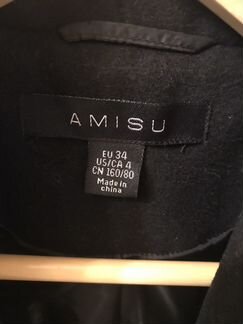 AMISU
EU 34
US/CA 4
CN 160/80
Made in
china